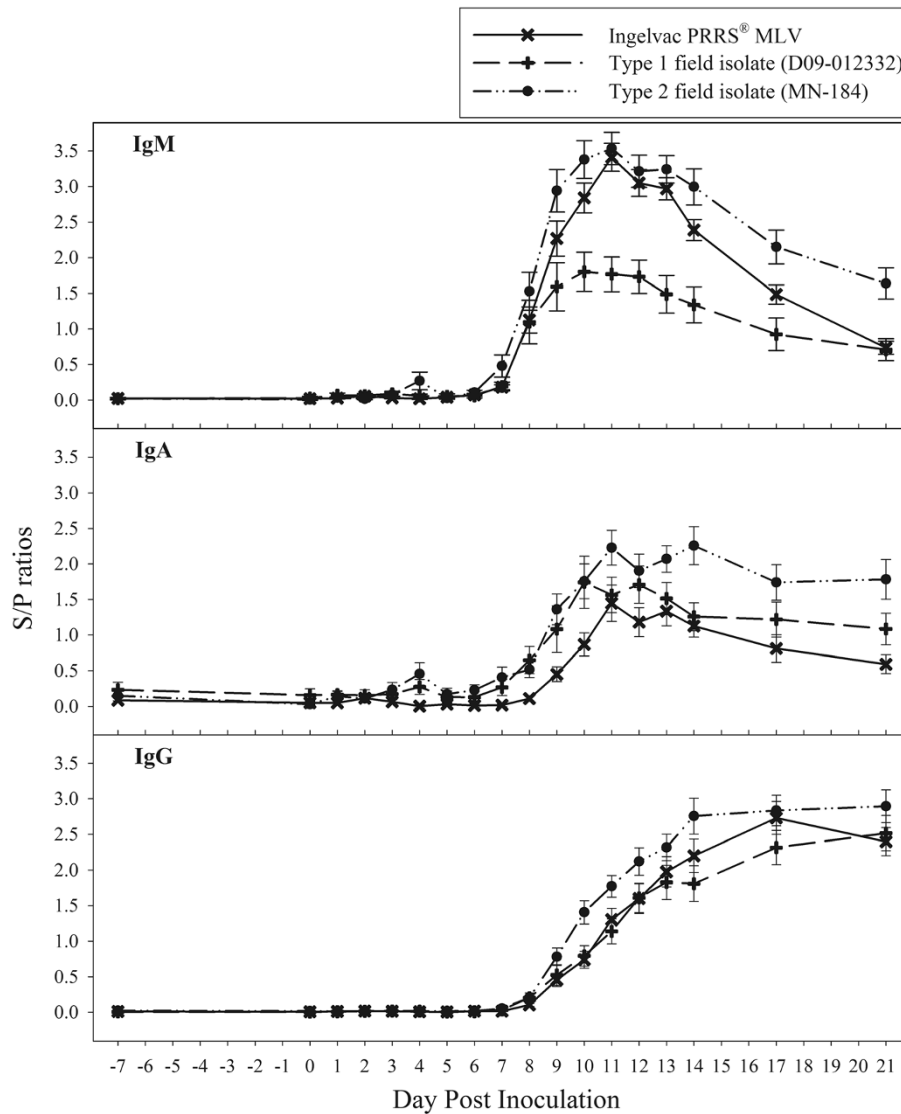 Ingelvac PRRS® MLV
Type 1 field isolate (D09-012332)
Type 2 field isolate (MN-184)
IgM
3.5
3.0
2.5
2.0
1.5
1.0
0.5
0.0
IgA
3.5
3.0
2.5
2.0
1.5
1.0
0.5
0.0
S/P ratios
IgG
3.5
3.0
2.5
2.0
1.5
1.0
0.5
0.0
-7 -6 -5 -4 -3 -2 -1 0 1 2 3 4 5 6 7 8 9 10 11 12 13 14 15 16 17 18 19 20 21
Day Post Inoculation